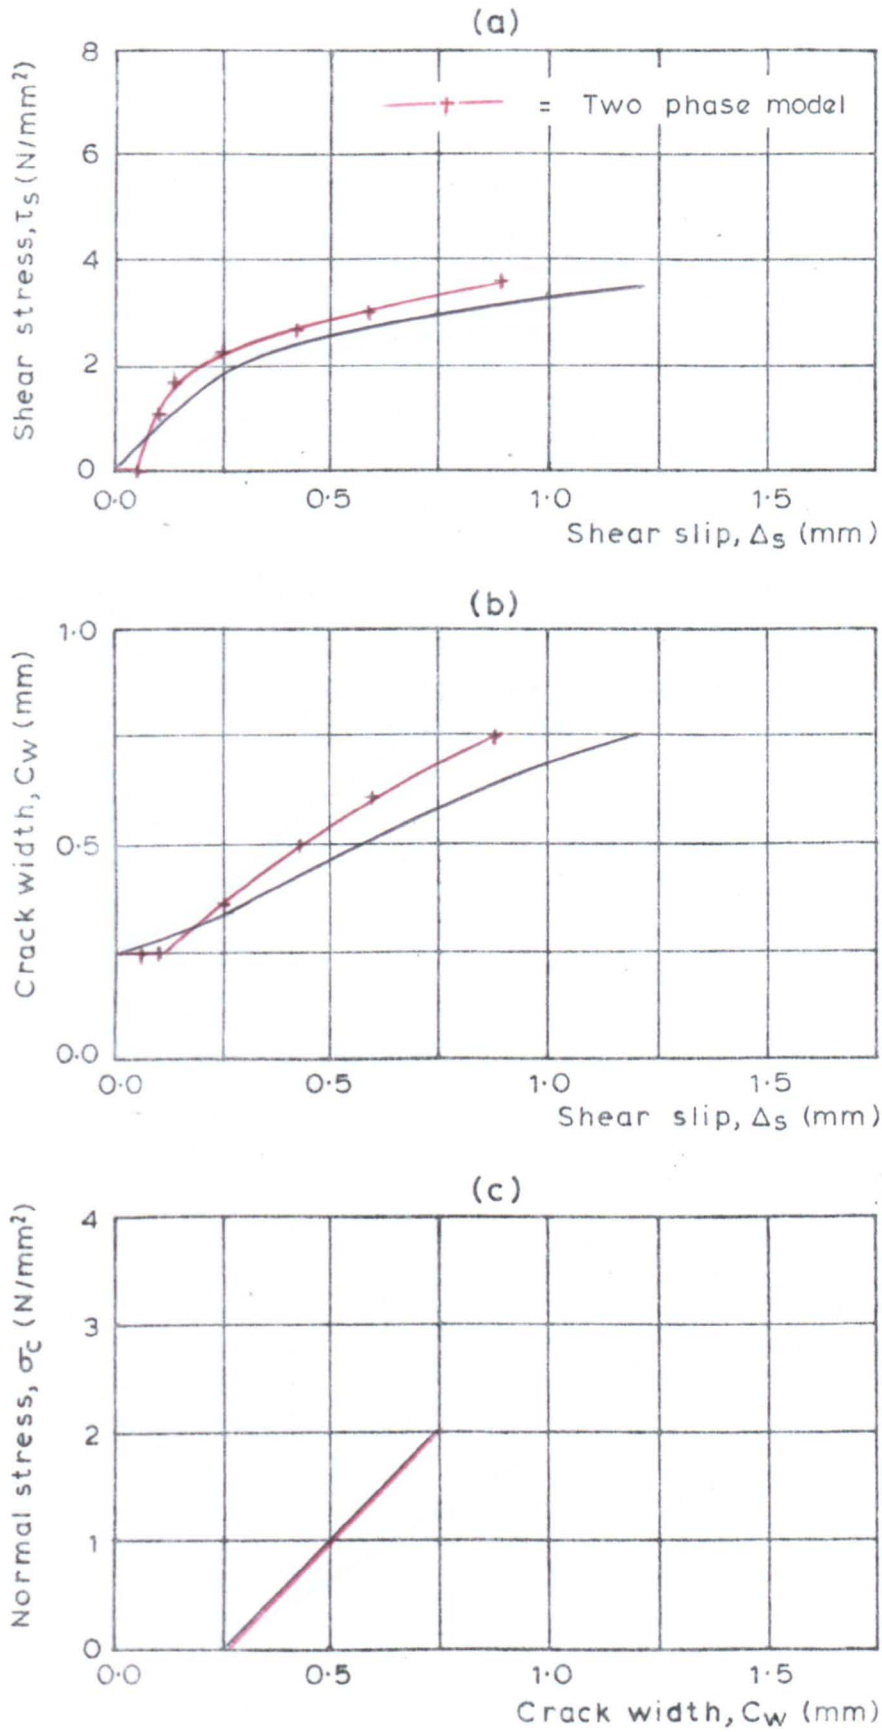 (a)
8
6
4
2
0
Shear stress, τs (N/mm²)
= Two phase model
0·0 0·5 1·0 1·5
Shear slip, Δs (mm)
(b)
1·0
0·5
0·0
Crack width, Cw (mm)
0·0 0·5 1·0 1·5
Shear slip, Δs (mm)
(c)
4
3
2
1
0
Normal stress, σc (N/mm²)
0·0 0·5 1·0 1·5
Crack width, Cw (mm)